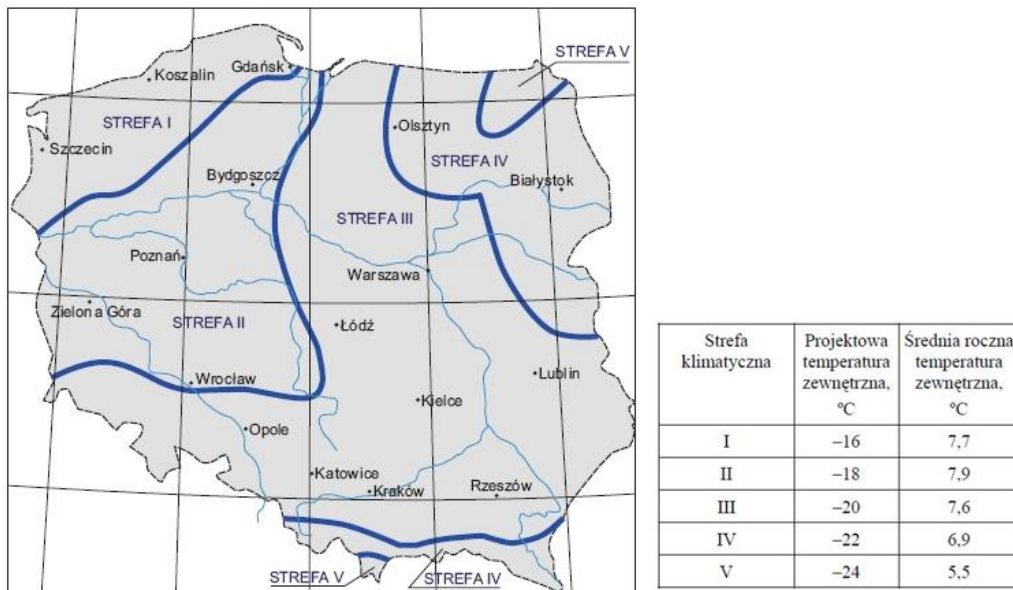 STREFA V
Gdańsk
Koszalin
STREFA I
Olsztyn
Szczecin
STREFA IV
Bydgoszcz
Białystok
STREFA III
Poznań
Warszawa
Zielona Góra
STREFA II
Łódź
Wrocław
Lublin
Kielce
Opole
Katowice
Kraków
Rzeszów
STREFA V
STREFA IV
Strefa klimatyczna
Projektowa temperatura zewnętrzna, °C
Średnia roczna temperatura zewnętrzna, °C
I –16 7,7
II –18 7,9
III –20 7,6
IV –22 6,9
V –24 5,5